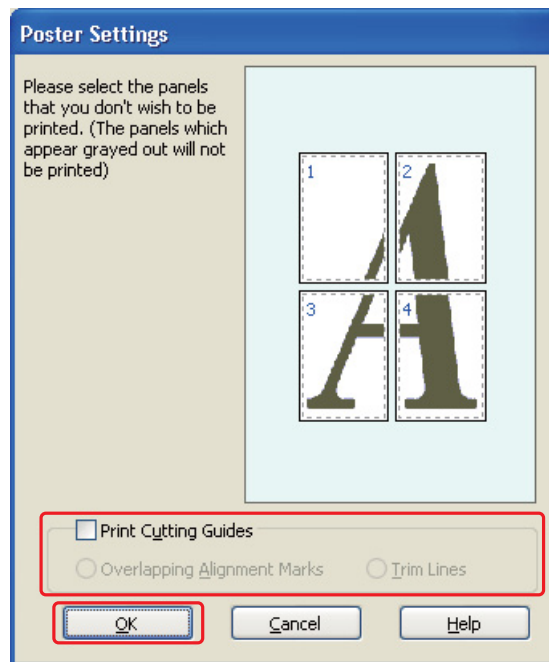 Poster Settings
Please select the panels
that you don't wish to be
printed. (The panels which
appear grayed out will not
be printed)
1 2
3 4
Print Cutting Guides
Overlapping Alignment Marks Trim Lines
OK Cancel Help